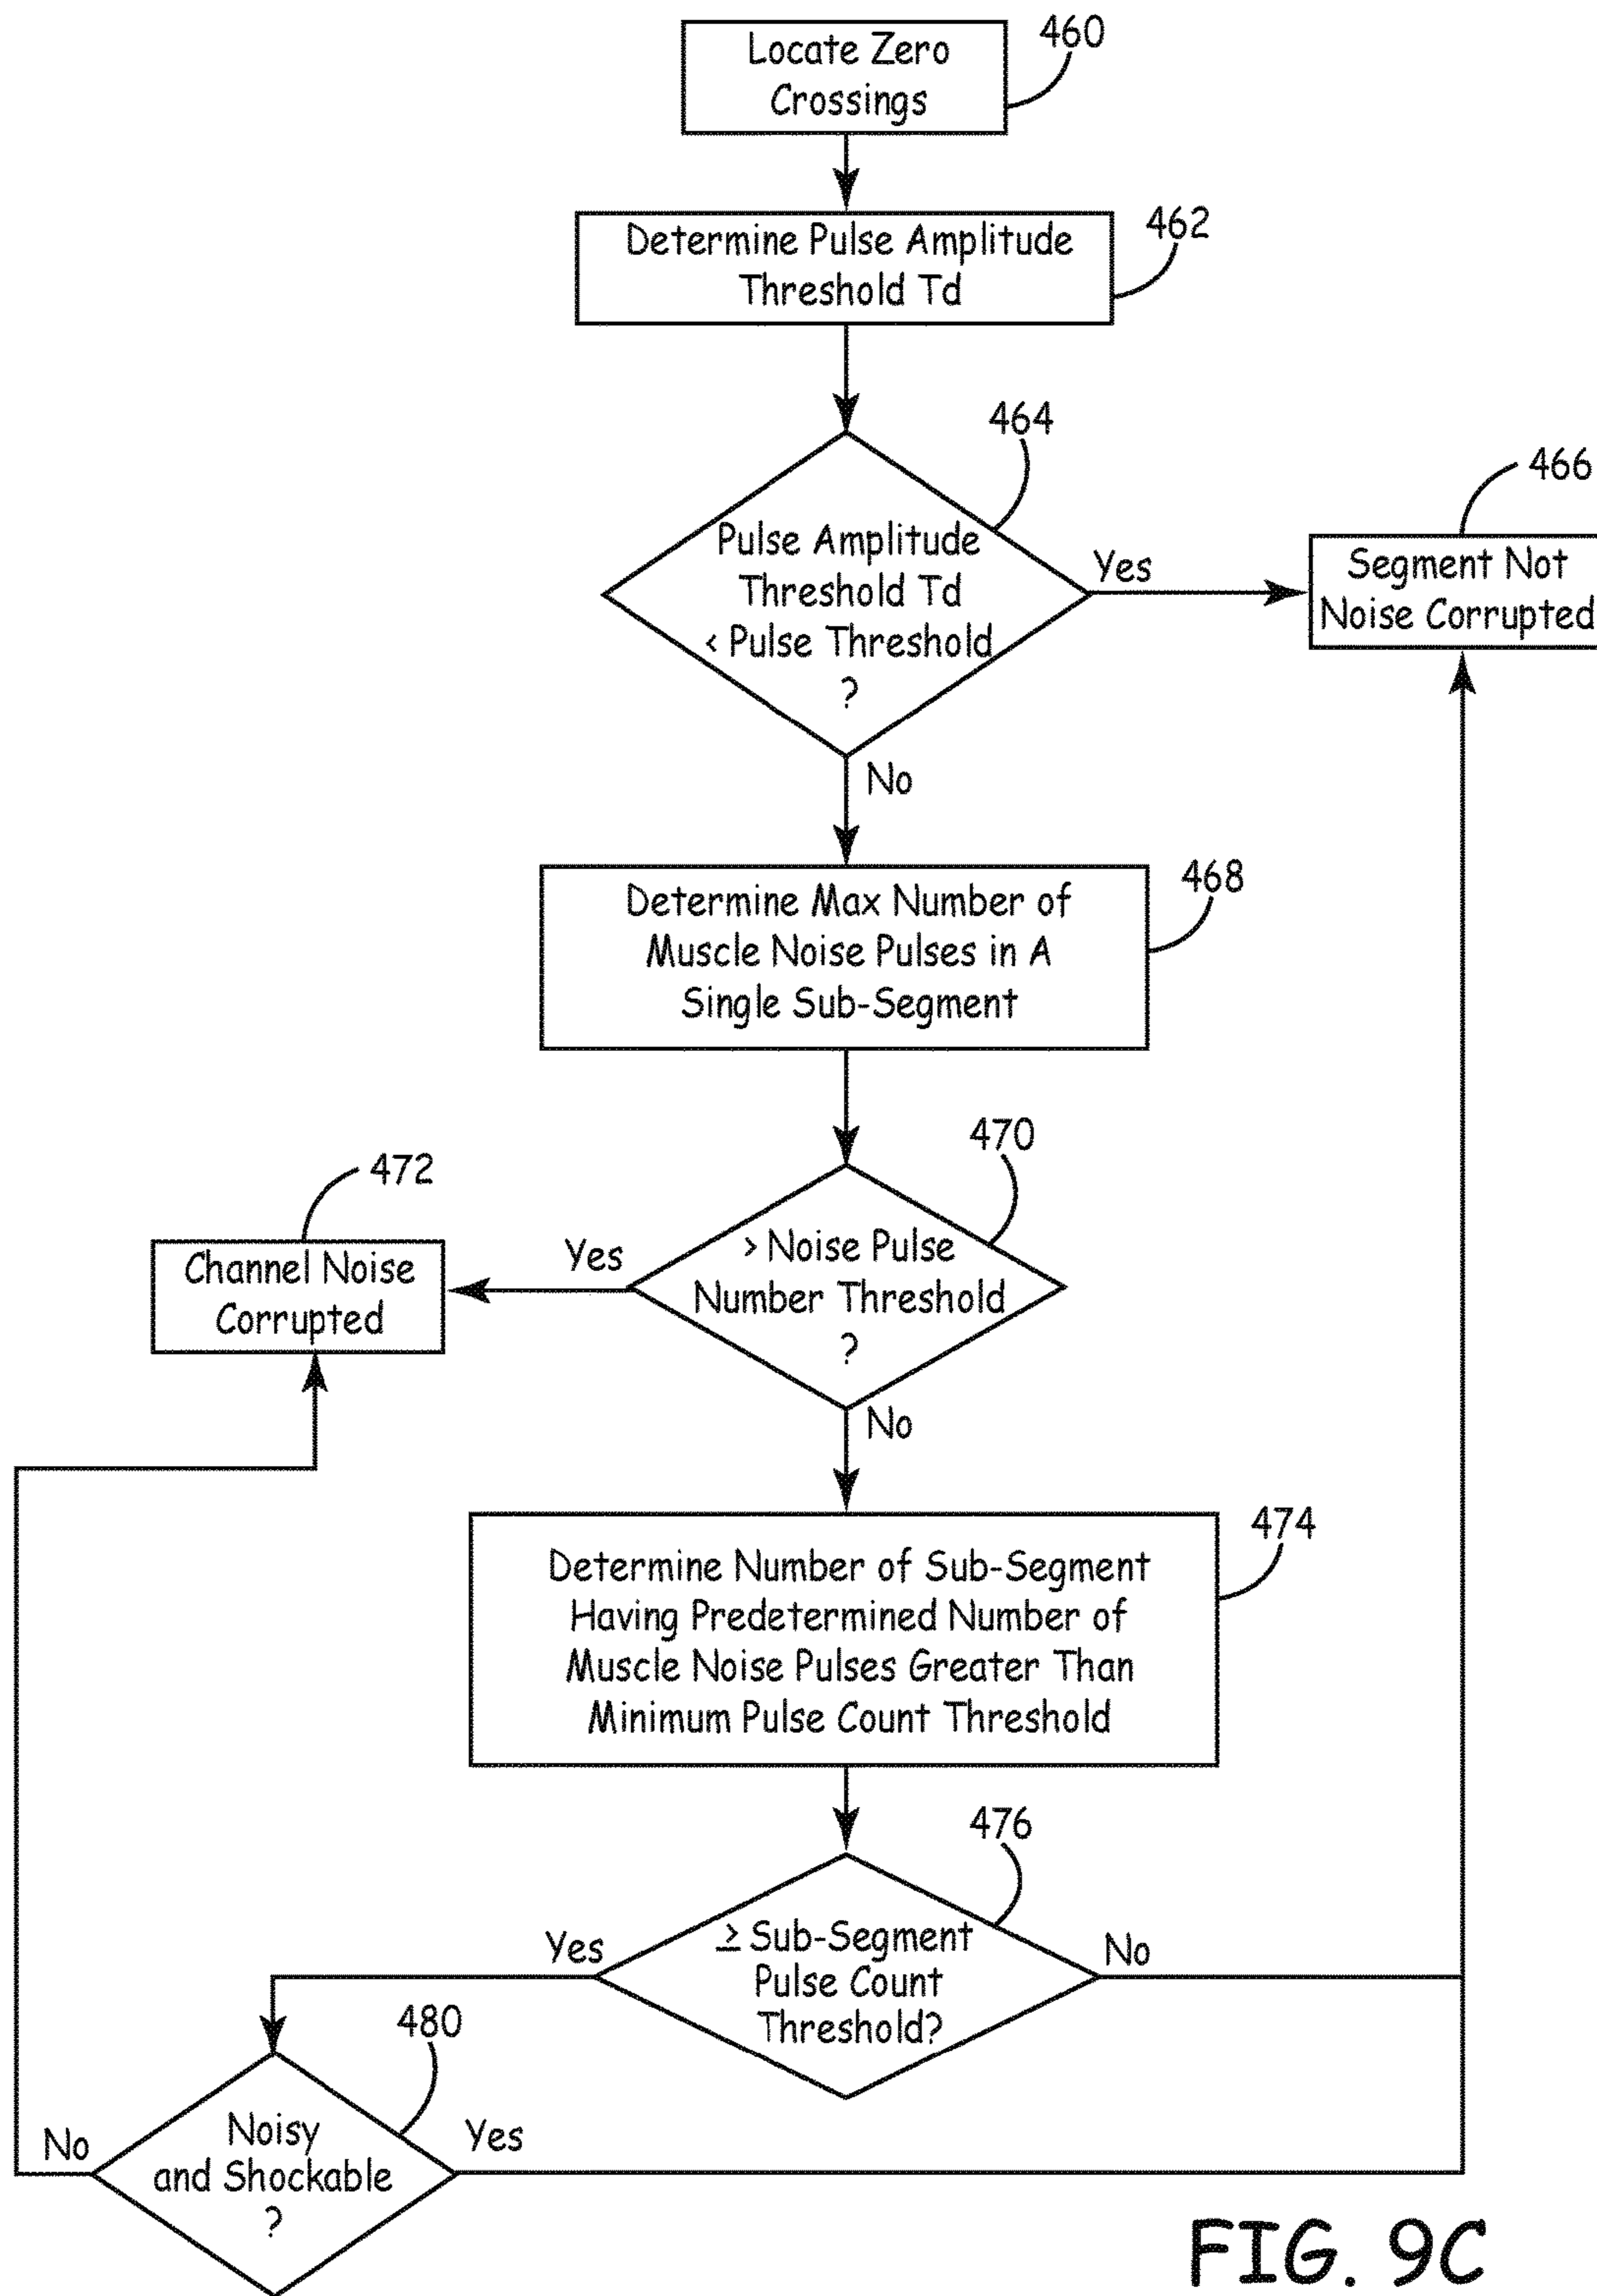 460
Locate Zero
Crossings
462
Determine Pulse Amplitude
Threshold Td
464
Pulse Amplitude
Threshold Td
< Pulse Threshold
?
Yes
466
Segment Not
Noise Corrupted
No
468
Determine Max Number of
Muscle Noise Pulses in A
Single Sub-Segment
470
> Noise Pulse
Number Threshold
?
Yes
472
Channel Noise
Corrupted
No
474
Determine Number of Sub-Segment
Having Predetermined Number of
Muscle Noise Pulses Greater Than
Minimum Pulse Count Threshold
476
≥ Sub-Segment
Pulse Count
Threshold?
Yes
No
480
Noisy
and Shockable
?
No
Yes
FIG. 9C